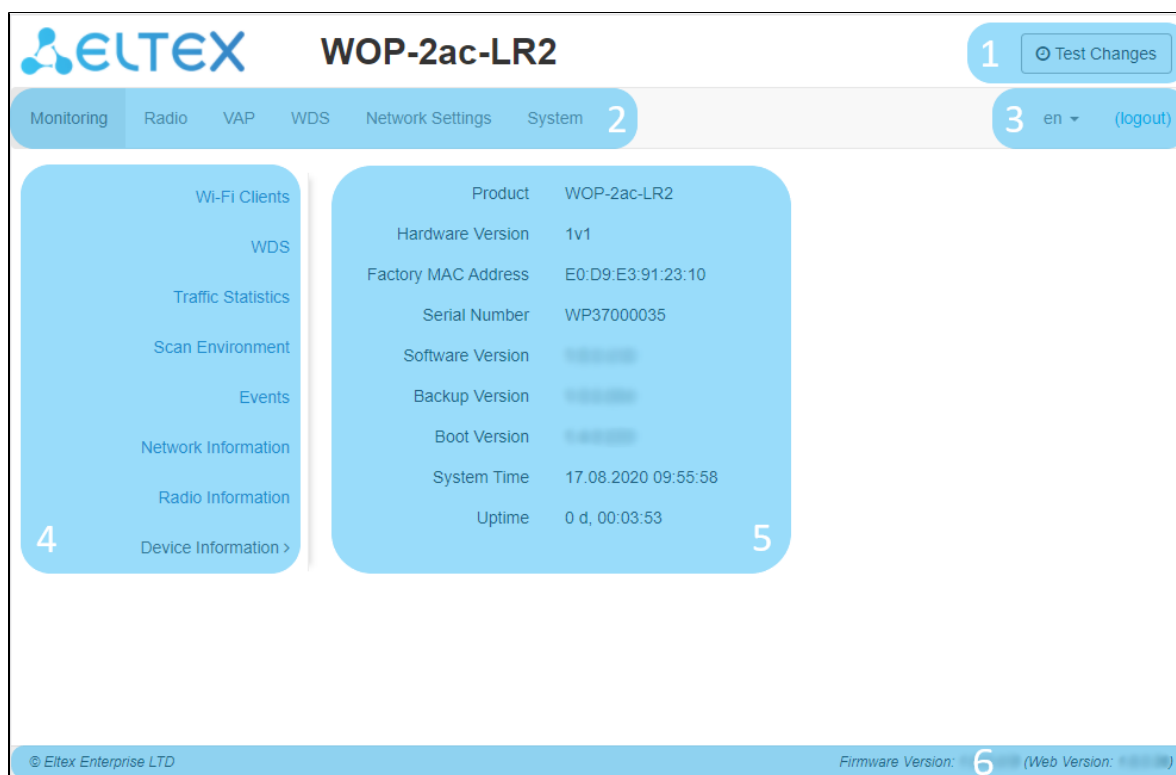 ELTEX WOP-2ac-LR2 1 Test Changes
Monitoring Radio VAP WDS Network Settings System 2 3 en (logout)
Wi-Fi Clients
WDS
Traffic Statistics
Scan Environment
Events
Network Information
Radio Information
4 Device Information >
Product WOP-2ac-LR2
Hardware Version 1v1
Factory MAC Address E0:D9:E3:91:23:10
Serial Number WP37000035
Software Version
Backup Version
Boot Version
System Time 17.08.2020 09:55:58
Uptime 0 d, 00:03:53
5
© Eltex Enterprise LTD Firmware Version: 6 (Web Version: )